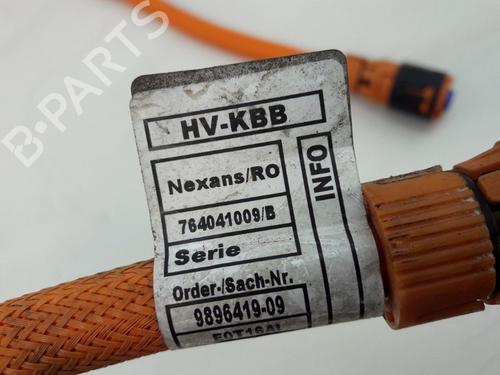 B-PARTS
HV-KBB
Nexans/RO
764041009/B
Serie
Order-/Sach-Nr.
9896419-09
INFO